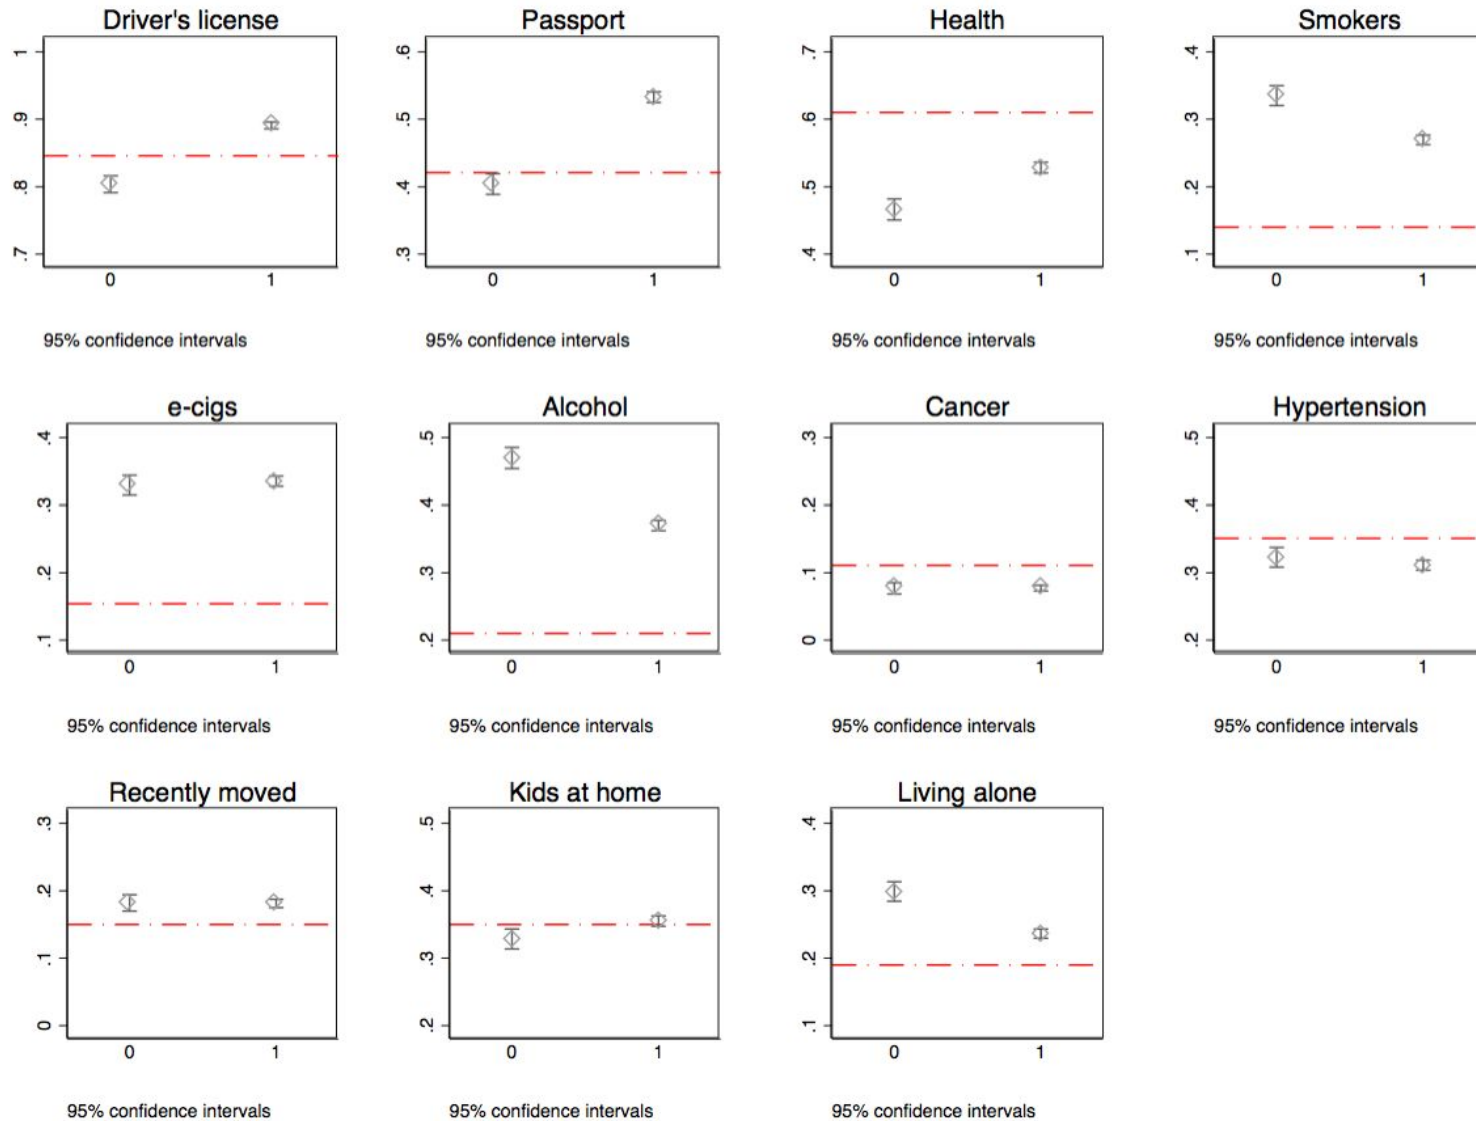 Driver's license
1
.9
.8
.7
0 1
95% confidence intervals
Passport
.6
.5
.4
.3
0 1
95% confidence intervals
Health
.7
.6
.5
.4
0 1
95% confidence intervals
Smokers
.4
.3
.2
.1
0 1
95% confidence intervals
e-cigs
.4
.3
.2
.1
0 1
95% confidence intervals
Alcohol
.5
.4
.3
.2
0 1
95% confidence intervals
Cancer
.3
.2
.1
0
0 1
95% confidence intervals
Hypertension
.5
.4
.3
.2
0 1
95% confidence intervals
Recently moved
.3
.2
.1
0
0 1
95% confidence intervals
Kids at home
.5
.4
.3
.2
0 1
95% confidence intervals
Living alone
.4
.3
.2
.1
0 1
95% confidence intervals